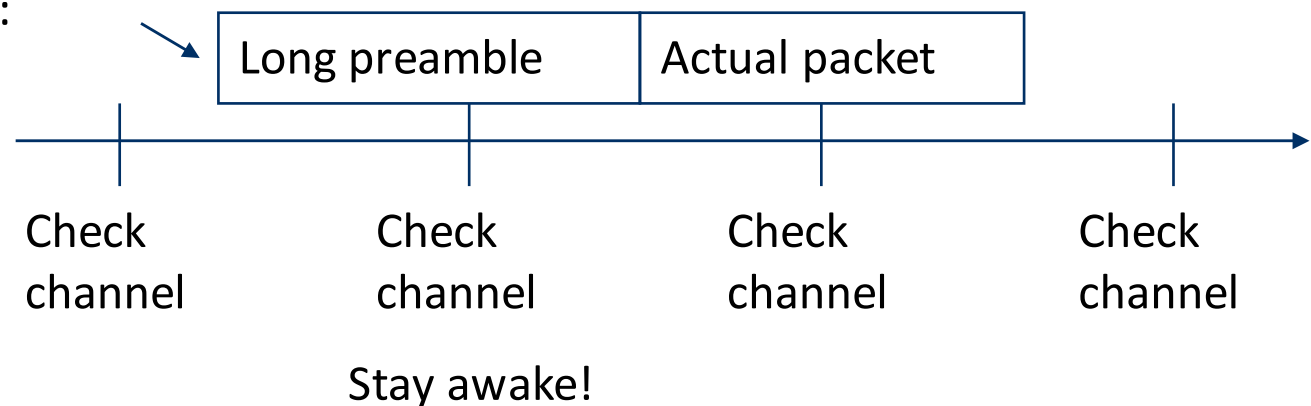 :
Long preamble Actual packet
Check Check Check Check
channel channel channel channel
Stay awake!